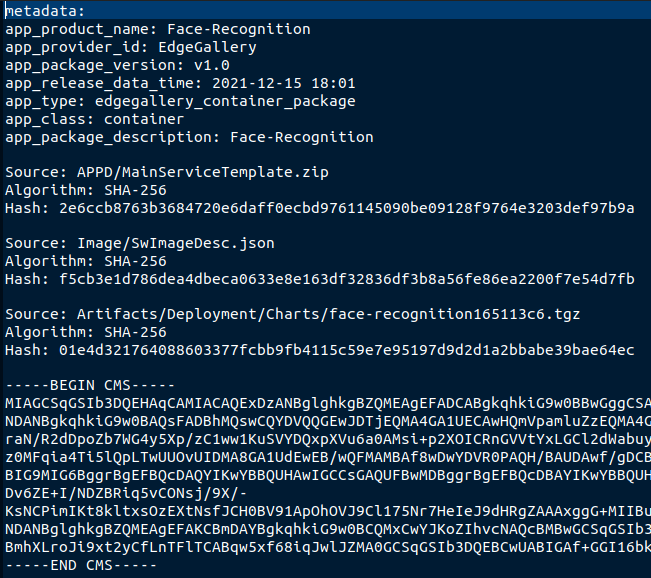 metadata:
app_product_name: Face-Recognition
app_provider_id: EdgeGallery
app_package_version: v1.0
app_release_data_time: 2021-12-15 18:01
app_type: edgegallery_container_package
app_class: container
app_package_description: Face-Recognition

Source: APPD/MainServiceTemplate.zip
Algorithm: SHA-256
Hash: 2e6ccb8763b3684720e6daff0ecbd9761145090be09128f9764e3203def97b9a

Source: Image/SwImageDesc.json
Algorithm: SHA-256
Hash: f5cb3e1d786dea4dbeca0633e8e163df32836df3b8a56fe86ea2200f7e54d7fb

Source: Artifacts/Deployment/Charts/face-recognition165113c6.tgz
Algorithm: SHA-256
Hash: 01e4d321764088603377fcbb9fb4115c59e7e95197d9d2d1a2bbabe39bae64ec

-----BEGIN CMS-----
MIAGCSqGSIb3DQEHAqCAMIACAQExDzANBglghkgBZQMEAgEFADCABgkqhkiG9w0BBwGggCSA
NDANBgkqhkiG9w0BAQsFADBhMQswCQYDVQQGEwJDTjEQMA4GA1UECAwHQmVpamluZzEQMA4G
raN/R2dDpoZb7WG4y5Xp/zC1ww1KuSVYDQxpXVu6a0AMsi+p2XOICRnGVVtYxLGCl2dWabuy
z0MFqia4Ti5lQpLTwUUOvUIDMA8GA1UdEwEB/wQFMAMBAf8wDwYDVR0PAQH/BAUDAwf/gDCB
BIG9MIG6BggrBgEFBQcDAQYIKwYBBQUHAwIGCCsGAQUFBwMDBggrBgEFBQcDBAYIKwYBBQUH
Dv6ZE+I/NDZBRiq5vCONsj/9X/-
KsNCPimIKt8kltxsOzEXtNsfJCH0BV91ApOhOVJ9Cl175Nr7HeIeJ9dHRgZAAAxggG+MIIBu
NDANBglghkgBZQMEAgEFAKCBmDAYBgkqhkiG9w0BCQMxCwYJKoZIhvcNAQcBMBwGCSqGSIb3
BmhXLroJi9xt2yCfLnTFlTCABqw5xf68iqJwlJZMA0GCSqGSIb3DQEBCwUABIGAf+GGI16bk
-----END CMS-----